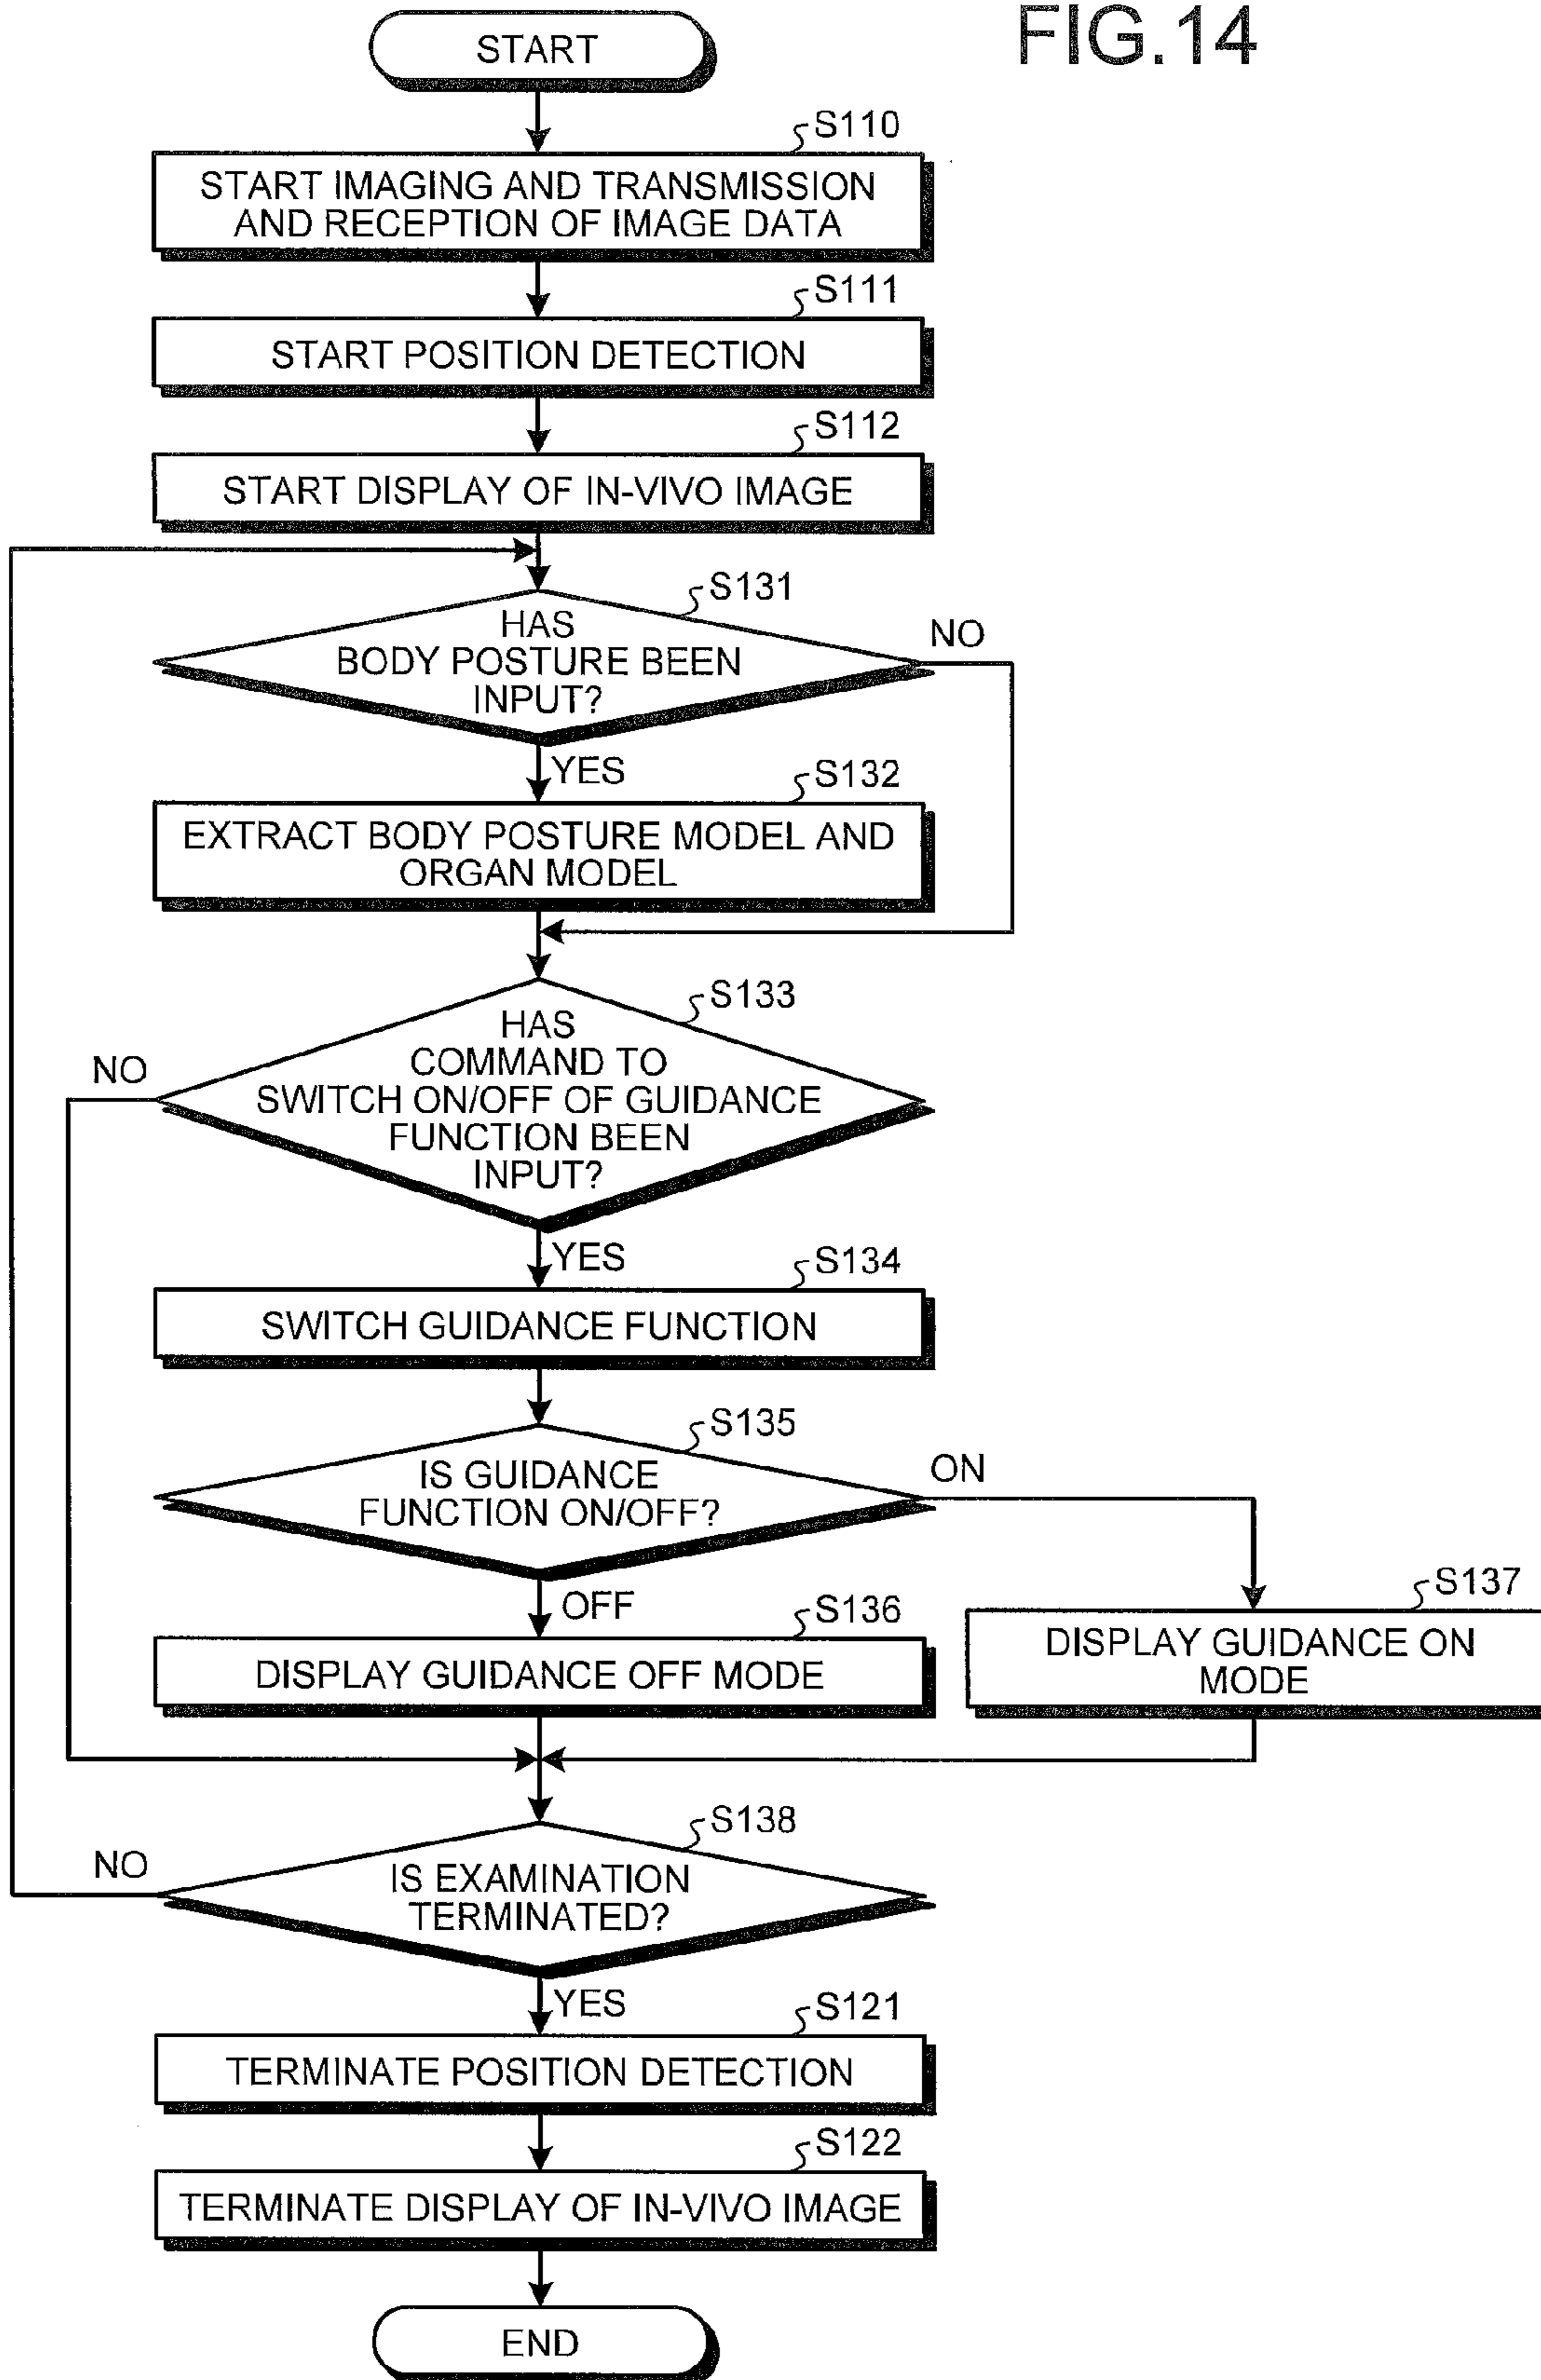 FIG.14
START
S110
START IMAGING AND TRANSMISSION
AND RECEPTION OF IMAGE DATA
S111
START POSITION DETECTION
S112
START DISPLAY OF IN-VIVO IMAGE
S131
HAS
BODY POSTURE BEEN
INPUT?
NO
YES
S132
EXTRACT BODY POSTURE MODEL AND
ORGAN MODEL
S133
HAS
COMMAND TO
SWITCH ON/OFF OF GUIDANCE
FUNCTION BEEN
INPUT?
NO
YES
S134
SWITCH GUIDANCE FUNCTION
S135
IS GUIDANCE
FUNCTION ON/OFF?
ON
OFF
S136
DISPLAY GUIDANCE OFF MODE
S137
DISPLAY GUIDANCE ON
MODE
S138
IS EXAMINATION
TERMINATED?
NO
YES
S121
TERMINATE POSITION DETECTION
S122
TERMINATE DISPLAY OF IN-VIVO IMAGE
END